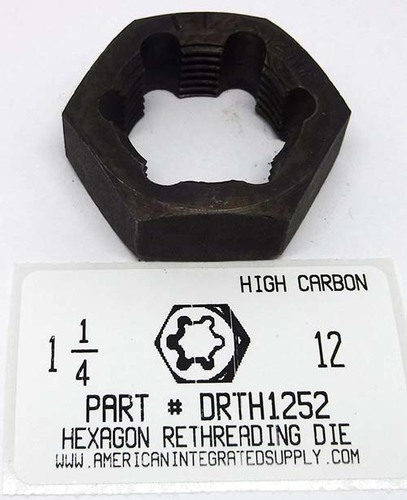 HIGH CARBON
1 1/4 12
PART # DRTH1252
HEXAGON RETHREADING DIE
WWW.AMERICANINTEGRATEDSUPPLY.COM